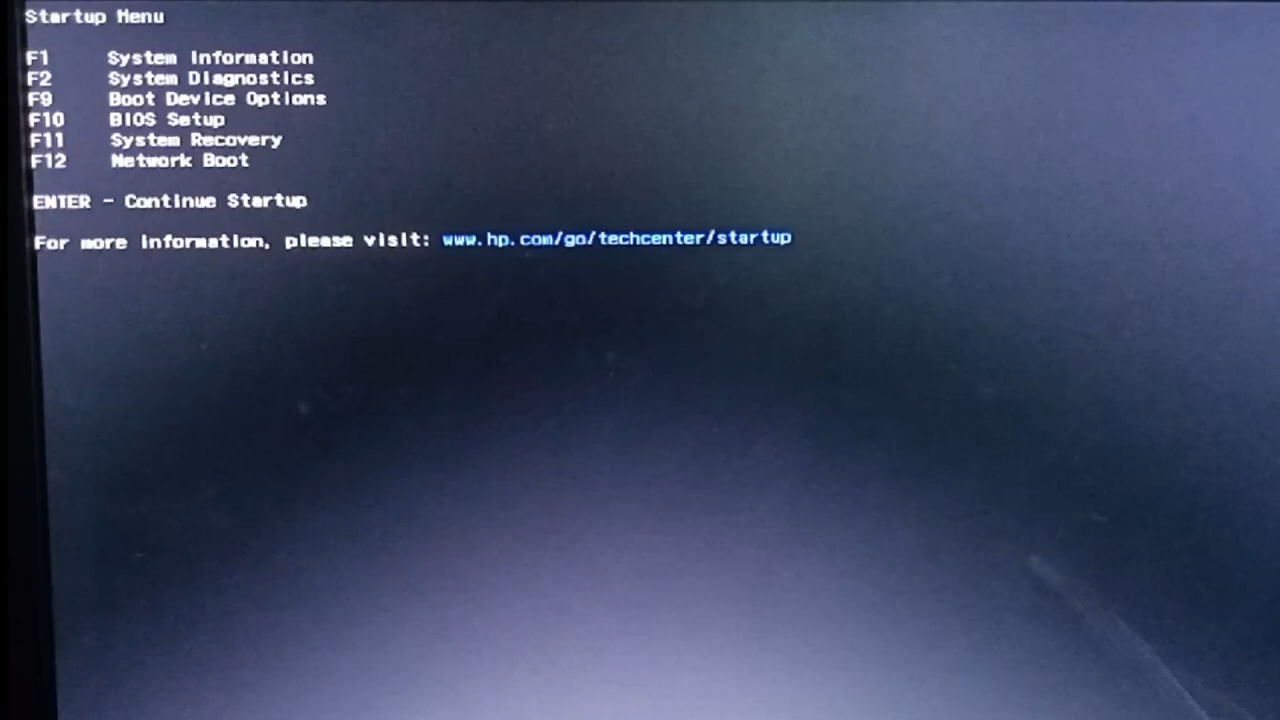 Startup Menu
F1 System Information
F2 System Diagnostics
F9 Boot Device Options
F10 BIOS Setup
F11 System Recovery
F12 Network Boot
ENTER - Continue Startup
For more information, please visit: www.hp.com/go/techcenter/startup